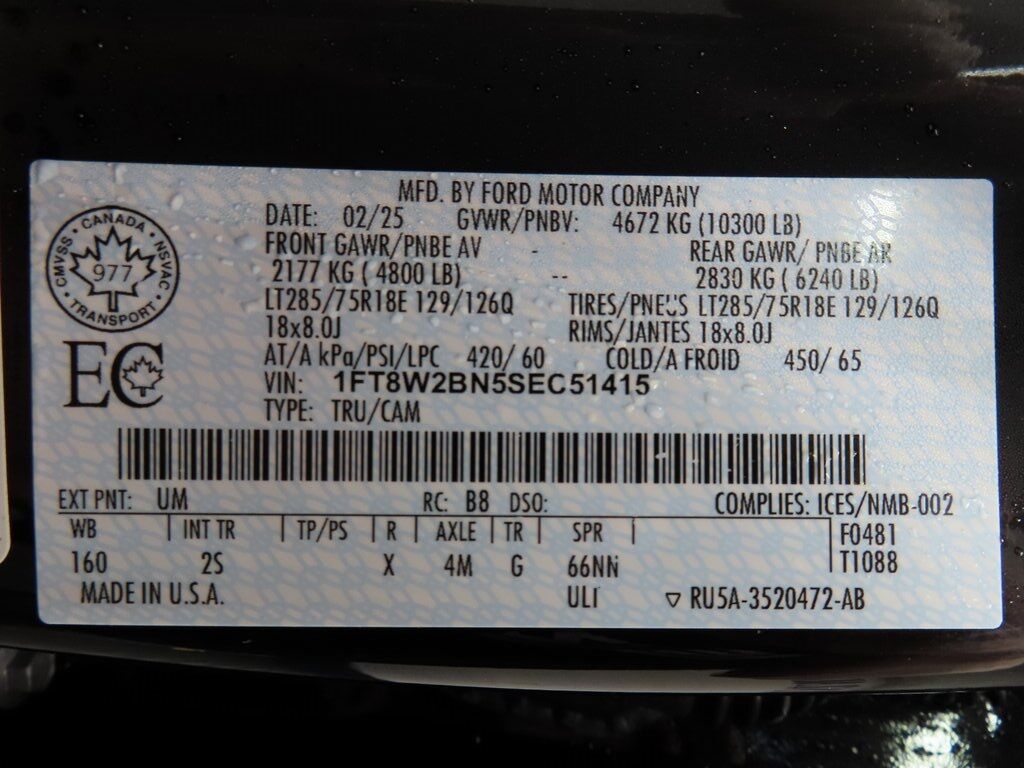 MFD. BY FORD MOTOR COMPANY
DATE: 02/25 GVWR/PNBV: 4672 KG (10300 LB)
FRONT GAWR/PNBE AV - REAR GAWR/ PNBE AR
2177 KG ( 4800 LB) -- 2830 KG ( 6240 LB)
LT285/75R18E 129/126Q TIRES/PNEUS LT285/75R18E 129/126Q
18x8.0J RIMS/JANTES 18x8.0J
AT/A kPa/PSI/LPC 420/ 60 COLD/A FROID 450/ 65
VIN: 1FT8W2BN5SEC51415
TYPE: TRU/CAM
CANADA
CMVSS · NSVAC
977
TRANSPORT
EC
EXT PNT: UM RC: B8 DSO: COMPLIES: ICES/NMB-002
WB | INT TR | TP/PS | R | AXLE | TR | SPR | F0481
160 2S X 4M G 66NN T1088
MADE IN U.S.A. ULI ▽ RU5A-3520472-AB